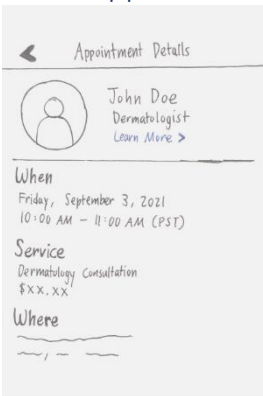 Appointment Details
John Doe
Dermatologist
Learn More >
When
Friday, September 3, 2021
10:00 AM - 11:00 AM (PST)
Service
Dermatology Consultation
$XX.XX
Where